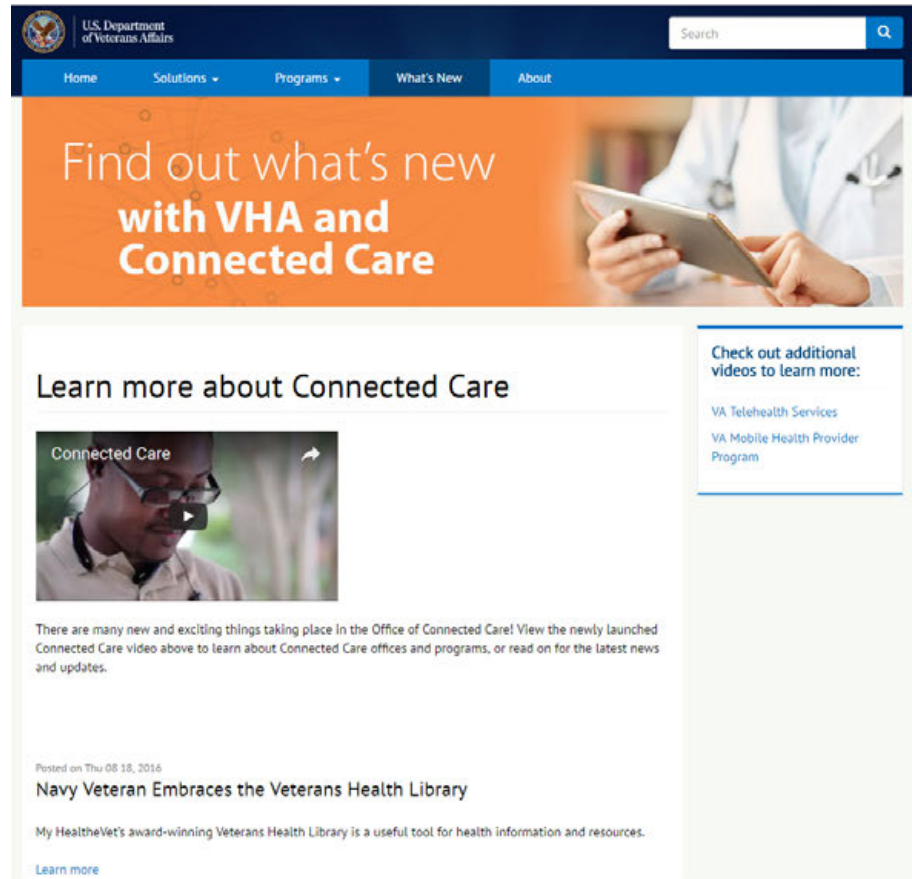 U.S. Department
of Veterans Affairs
Search
Home
Solutions
Programs
What's New
About
Find out what's new
with VHA and
Connected Care
Learn more about Connected Care
Connected Care
There are many new and exciting things taking place in the Office of Connected Care! View the newly launched
Connected Care video above to learn about Connected Care offices and programs, or read on for the latest news
and updates.
Posted on Thu 08 18, 2016
Navy Veteran Embraces the Veterans Health Library
My HealtheVet's award-winning Veterans Health Library is a useful tool for health information and resources.
Learn more
Check out additional
videos to learn more:
VA Telehealth Services
VA Mobile Health Provider
Program